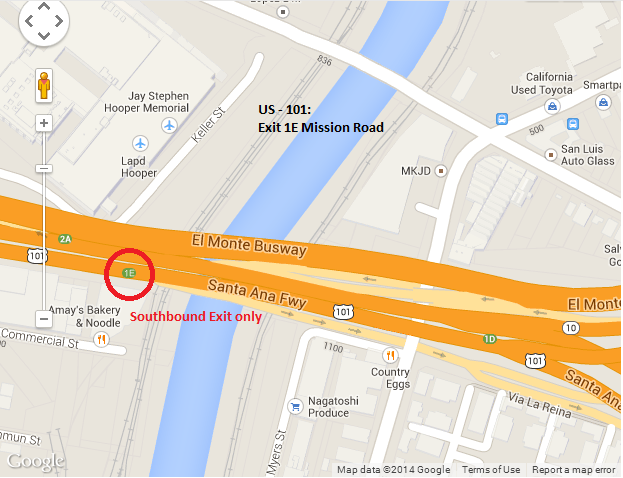 836
US - 101:
Exit 1E Mission Road
California
Used Toyota
Smartpa
Jay Stephen
Hooper Memorial
Keller St
500
San Luis
Auto Glass
Lapd
Hooper
MKJD
2A
El Monte Busway
Salv
Go
101
1E
Santa Ana Fwy
El Monte
101
10
Amay's Bakery
& Noodle
Southbound Exit only
1D
Commercial St
1100
101
Country
Eggs
Santa Ana
Via La Reina
Nagatoshi
Produce
Myers St
mmun St
Google
Map data ©2014 Google
Terms of Use
Report a map error